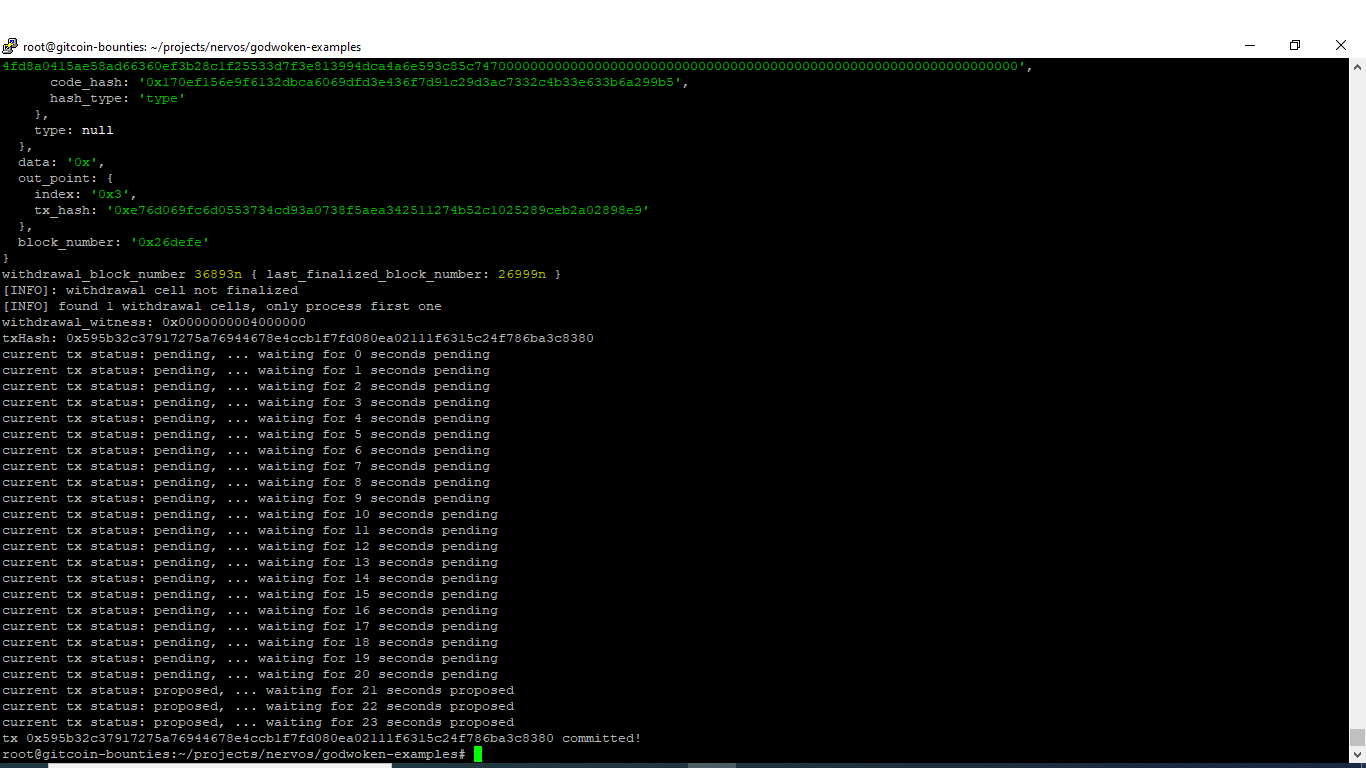 root@gitcoin-bounties: ~/projects/nervos/godwoken-examples
4fd8a0415ae58ad66360ef3b28c1f25533d7f3e813994dca4a6e593c85c74700000000000000000000000000000000000000000000000000000000000000000000',
      code_hash: '0x170ef156e9f6132dbca6069dfd3e436f7d91c29d3ac7332c4b33e633b6a299b5',
      hash_type: 'type'
    },
    type: null
  },
  data: '0x',
  out_point: {
    index: '0x3',
    tx_hash: '0xe76d069fc6d0553734cd93a0738f5aea342511274b52c1025289ceb2a02898e9'
  },
  block_number: '0x26defe'
}
withdrawal_block_number 36893n { last_finalized_block_number: 26999n }
[INFO]: withdrawal cell not finalized
[INFO] found 1 withdrawal cells, only process first one
withdrawal_witness: 0x0000000004000000
txHash: 0x595b32c37917275a76944678e4ccb1f7fd080ea02111f6315c24f786ba3c8380
current tx status: pending, ... waiting for 0 seconds pending
current tx status: pending, ... waiting for 1 seconds pending
current tx status: pending, ... waiting for 2 seconds pending
current tx status: pending, ... waiting for 3 seconds pending
current tx status: pending, ... waiting for 4 seconds pending
current tx status: pending, ... waiting for 5 seconds pending
current tx status: pending, ... waiting for 6 seconds pending
current tx status: pending, ... waiting for 7 seconds pending
current tx status: pending, ... waiting for 8 seconds pending
current tx status: pending, ... waiting for 9 seconds pending
current tx status: pending, ... waiting for 10 seconds pending
current tx status: pending, ... waiting for 11 seconds pending
current tx status: pending, ... waiting for 12 seconds pending
current tx status: pending, ... waiting for 13 seconds pending
current tx status: pending, ... waiting for 14 seconds pending
current tx status: pending, ... waiting for 15 seconds pending
current tx status: pending, ... waiting for 16 seconds pending
current tx status: pending, ... waiting for 17 seconds pending
current tx status: pending, ... waiting for 18 seconds pending
current tx status: pending, ... waiting for 19 seconds pending
current tx status: pending, ... waiting for 20 seconds pending
current tx status: proposed, ... waiting for 21 seconds proposed
current tx status: proposed, ... waiting for 22 seconds proposed
current tx status: proposed, ... waiting for 23 seconds proposed
tx 0x595b32c37917275a76944678e4ccb1f7fd080ea02111f6315c24f786ba3c8380 committed!
root@gitcoin-bounties:~/projects/nervos/godwoken-examples#